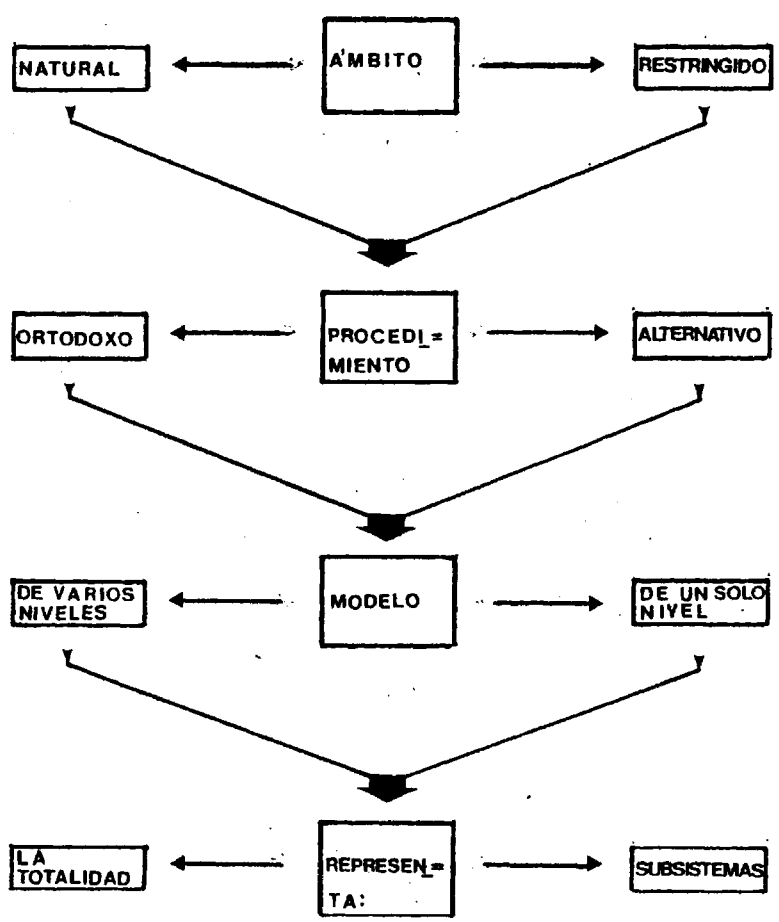 NATURAL
ÁMBITO
RESTRINGIDO
ORTODOXO
PROCEDI=
MIENTO
ALTERNATIVO
DE VARIOS
NIVELES
MODELO
DE UN SOLO
NIVEL
LA
TOTALIDAD
REPRESEN=
TA:
SUBSISTEMAS